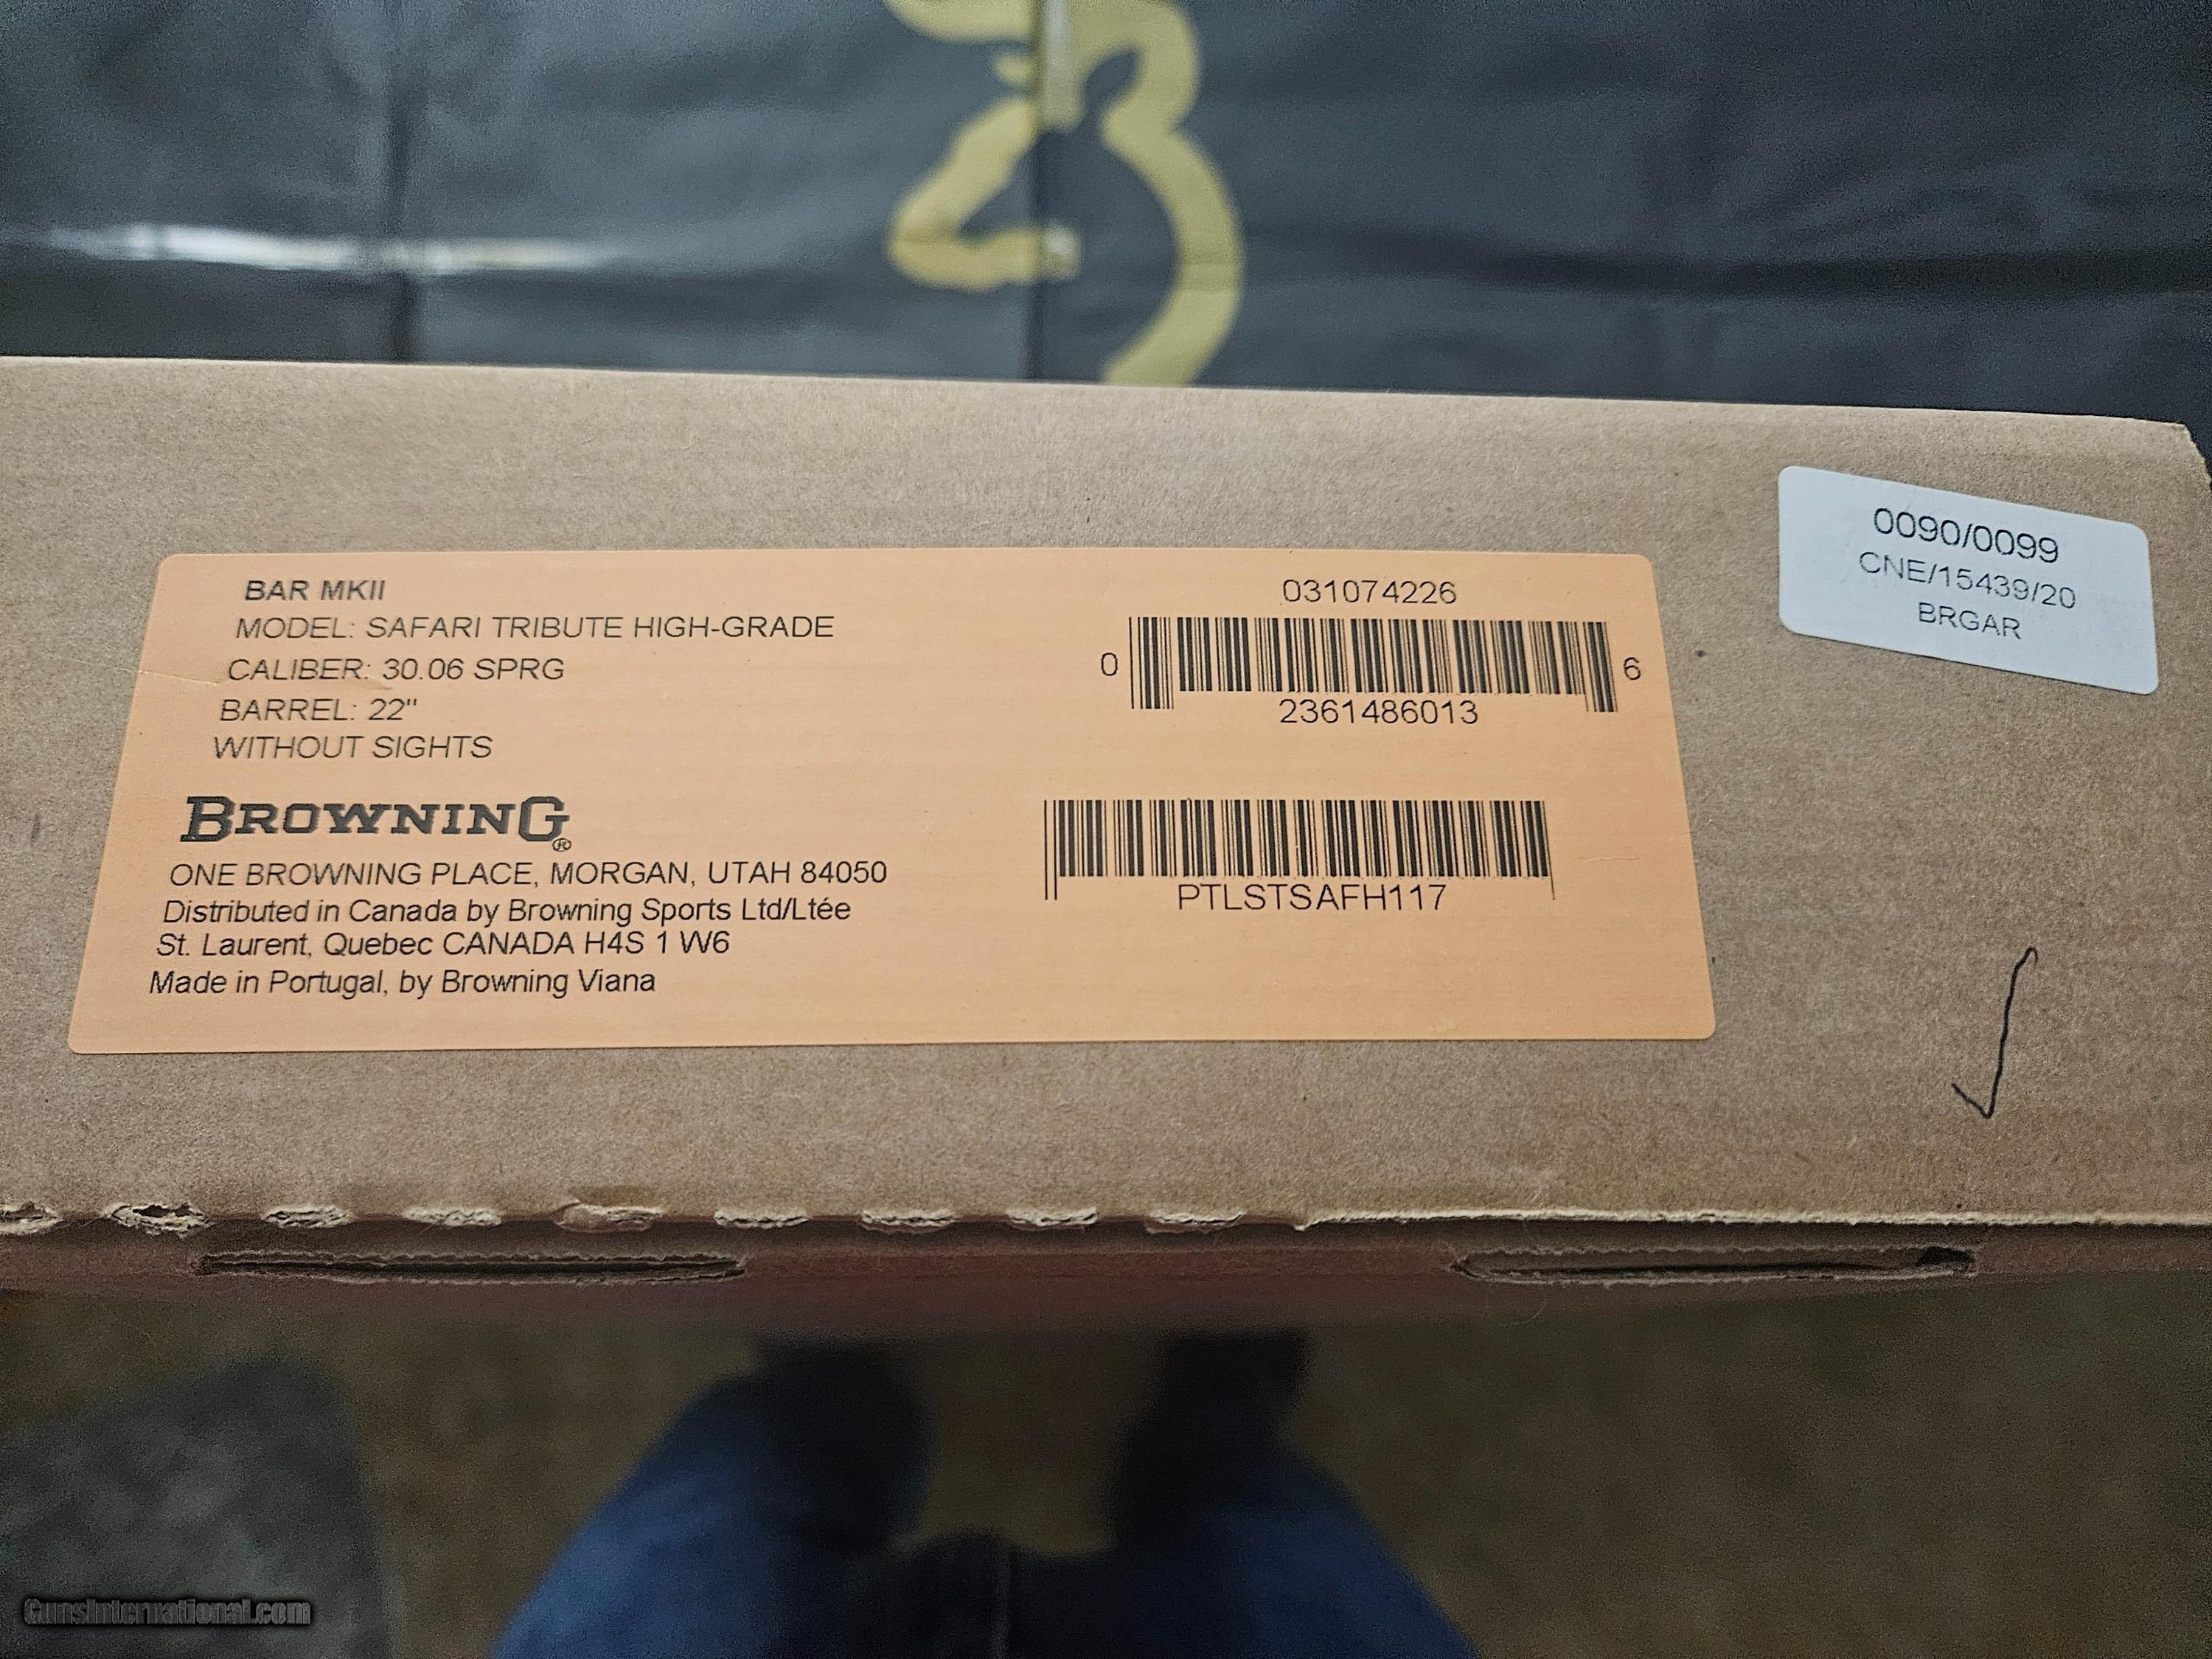 BAR MKII
MODEL: SAFARI TRIBUTE HIGH-GRADE
CALIBER: 30.06 SPRG
BARREL: 22"
WITHOUT SIGHTS
BROWNING®
ONE BROWNING PLACE, MORGAN, UTAH 84050
Distributed in Canada by Browning Sports Ltd/Ltée
St. Laurent, Quebec CANADA H4S 1 W6
Made in Portugal, by Browning Viana
031074226
0 2361486013 6
PTLSTSAFH117
0090/0099
CNE/15439/20
BRGAR
GunsInternational.com